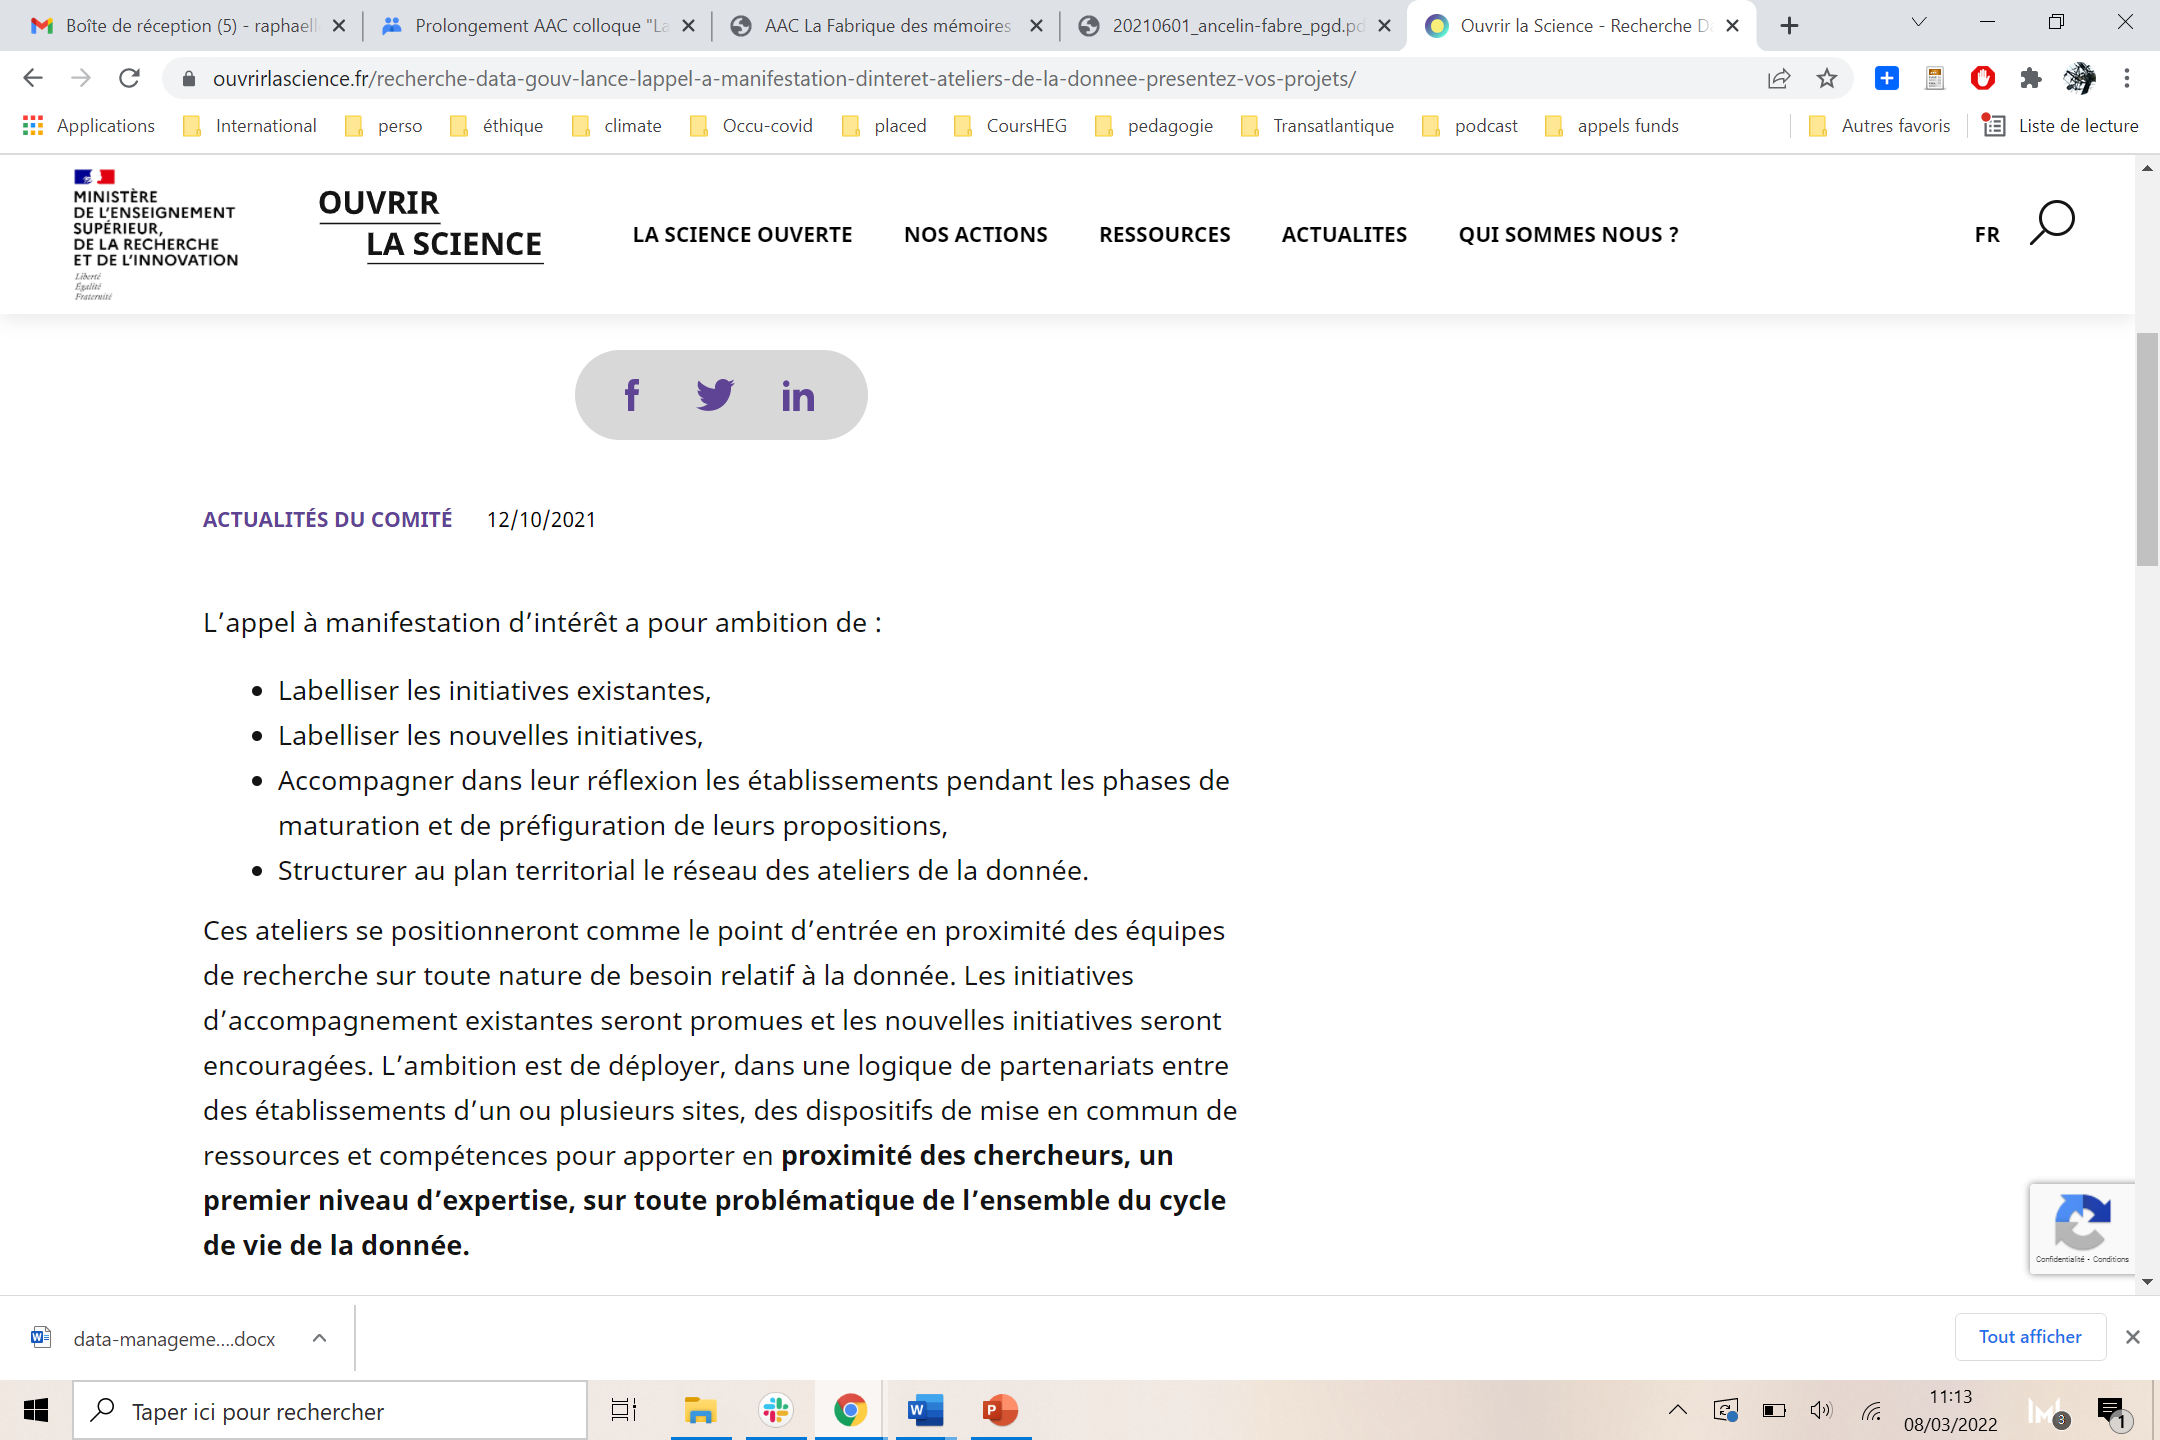 Boîte de réception (5) - raphaell
Prolongement AAC colloque "La
AAC La Fabrique des mémoires
20210601_ancelin-fabre_pgd.pd
Ouvrir la Science - Recherche Da
ouvrirlascience.fr/recherche-data-gouv-lance-lappel-a-manifestation-dinteret-ateliers-de-la-donnee-presentez-vos-projets/
Applications
International
perso
éthique
climate
Occu-covid
placed
CoursHEG
pedagogie
Transatlantique
podcast
appels funds
Autres favoris
Liste de lecture
MINISTÈRE
DE L'ENSEIGNEMENT
SUPÉRIEUR,
DE LA RECHERCHE
ET DE L'INNOVATION
Liberté
Égalité
Fraternité
OUVRIR
LA SCIENCE
LA SCIENCE OUVERTE
NOS ACTIONS
RESSOURCES
ACTUALITES
QUI SOMMES NOUS ?
FR
ACTUALITÉS DU COMITÉ 12/10/2021
L'appel à manifestation d'intérêt a pour ambition de :
• Labelliser les initiatives existantes,
• Labelliser les nouvelles initiatives,
• Accompagner dans leur réflexion les établissements pendant les phases de
maturation et de préfiguration de leurs propositions,
• Structurer au plan territorial le réseau des ateliers de la donnée.
Ces ateliers se positionneront comme le point d'entrée en proximité des équipes
de recherche sur toute nature de besoin relatif à la donnée. Les initiatives
d'accompagnement existantes seront promues et les nouvelles initiatives seront
encouragées. L'ambition est de déployer, dans une logique de partenariats entre
des établissements d'un ou plusieurs sites, des dispositifs de mise en commun de
ressources et compétences pour apporter en proximité des chercheurs, un
premier niveau d'expertise, sur toute problématique de l'ensemble du cycle
de vie de la donnée.
Confidentialité - Conditions
data-manageme....docx
Tout afficher
Taper ici pour rechercher
11:13
08/03/2022
3
1